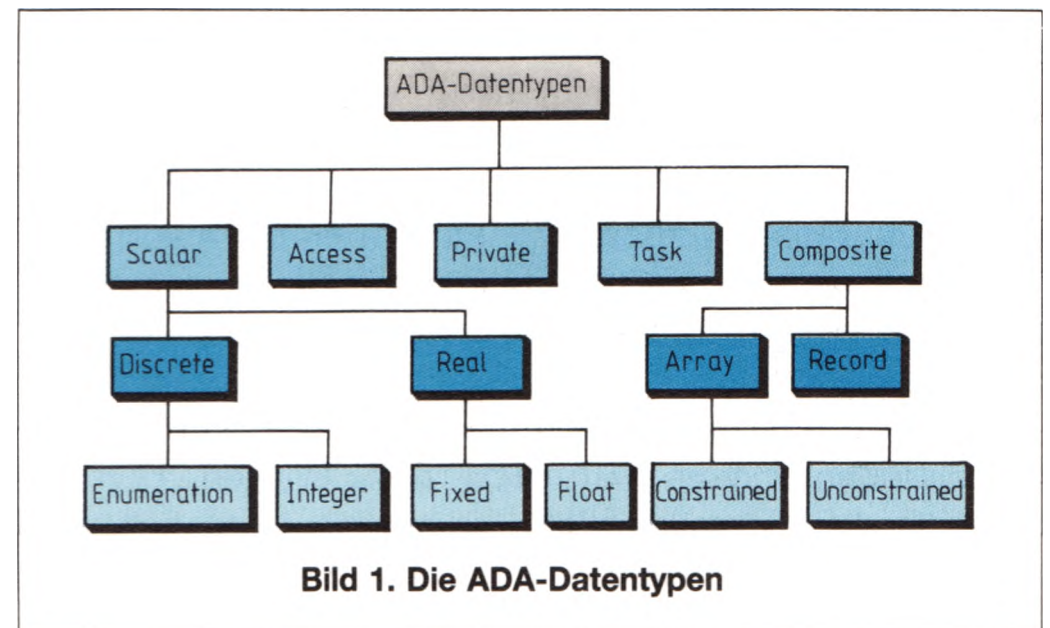 ADA-Datentypen
Scalar
Access
Private
Task
Composite
Discrete
Real
Array
Record
Enumeration
Integer
Fixed
Float
Constrained
Unconstrained
Bild 1. Die ADA-Datentypen